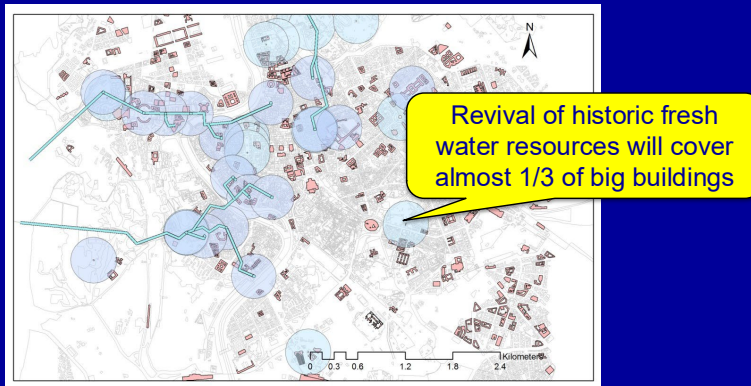 N
Revival of historic fresh
water resources will cover
almost 1/3 of big buildings
Kilometers
0 0.3 0.6 1.2 1.8 2.4